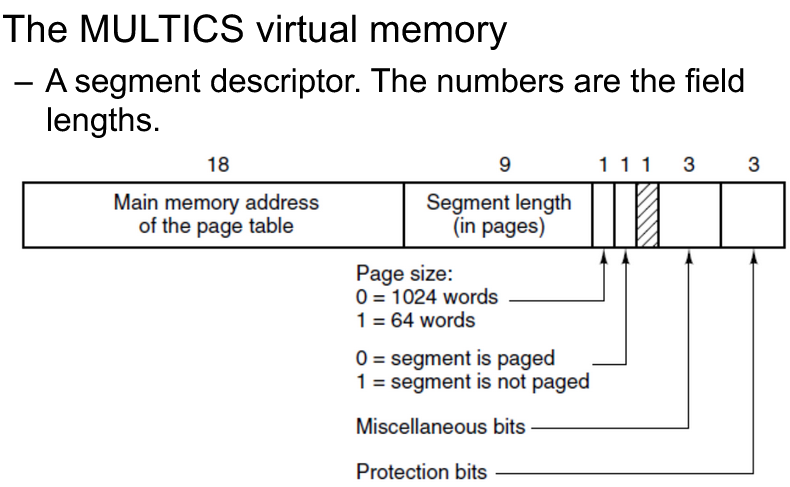 The MULTICS virtual memory
– A segment descriptor. The numbers are the field
lengths.
18 9 1 1 1 3 3
Main memory address
of the page table
Segment length
(in pages)
Page size:
0 = 1024 words
1 = 64 words
0 = segment is paged
1 = segment is not paged
Miscellaneous bits
Protection bits